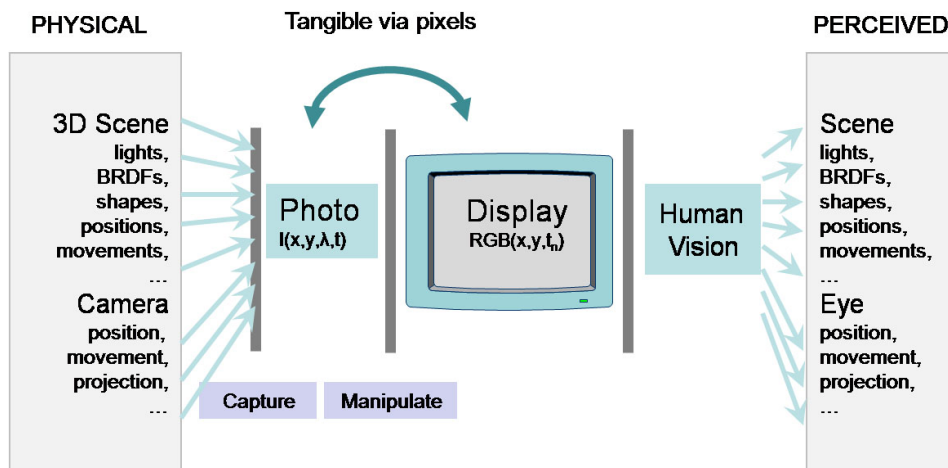 PHYSICAL
Tangible via pixels
PERCEIVED
3D Scene
lights,
BRDFs,
shapes,
positions,
movements,
...
Camera
position,
movement,
projection,
...
Photo
I(x,y,λ,t)
Display
RGB(x,y,tₙ)
Human
Vision
Scene
lights,
BRDFs,
shapes,
positions,
movements,
...
Eye
position,
movement,
projection,
...
Capture
Manipulate